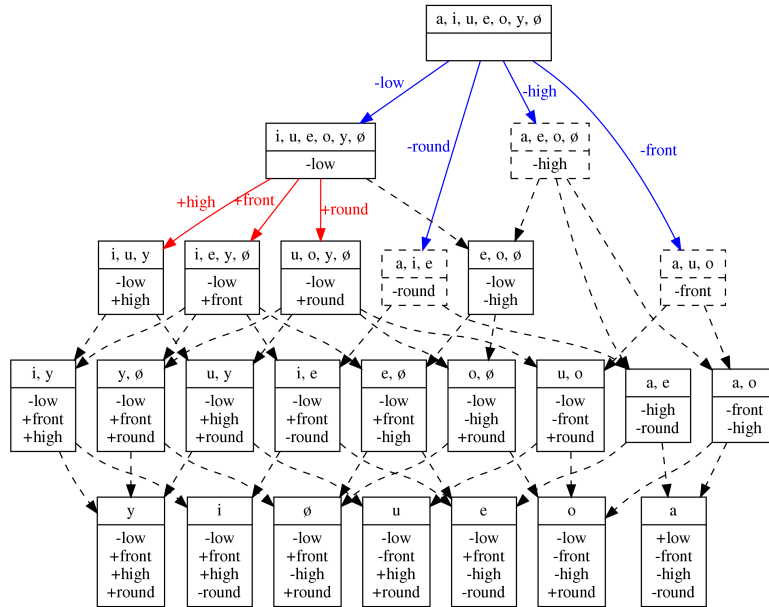 a, i, u, e, o, y, ø
-low
-high
-round
-front
i, u, e, o, y, ø
-low
a, e, o, ø
-high
+high
+front
+round
i, u, y
-low
+high
i, e, y, ø
-low
+front
u, o, y, ø
-low
+round
a, i, e
-round
e, o, ø
-low
-high
a, u, o
-front
i, y
-low
+front
+high
y, ø
-low
+front
+round
u, y
-low
+high
+round
i, e
-low
+front
-round
e, ø
-low
+front
-high
o, ø
-low
-high
+round
u, o
-low
-front
+round
a, e
-high
-round
a, o
-front
-high
y
-low
+front
+high
+round
i
-low
+front
+high
-round
ø
-low
+front
-high
+round
u
-low
-front
+high
+round
e
-low
+front
-high
-round
o
-low
-front
-high
+round
a
+low
-front
-high
-round